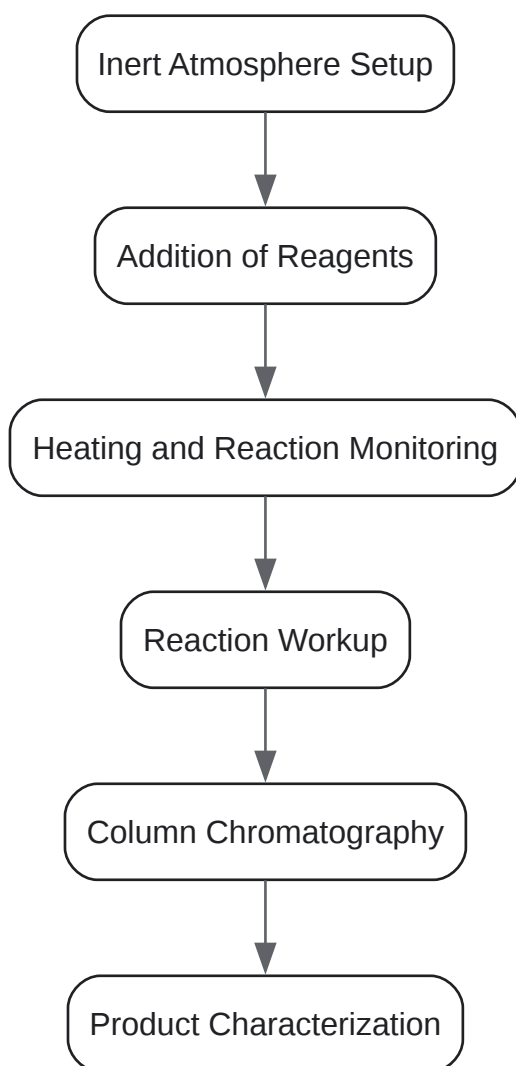 Inert Atmosphere Setup
Addition of Reagents
Heating and Reaction Monitoring
Reaction Workup
Column Chromatography
Product Characterization